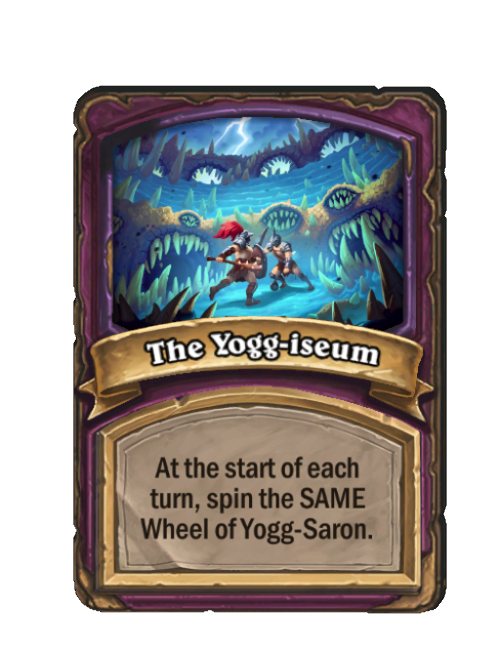 The Yogg-iseum
At the start of each
turn, spin the SAME
Wheel of Yogg-Saron.